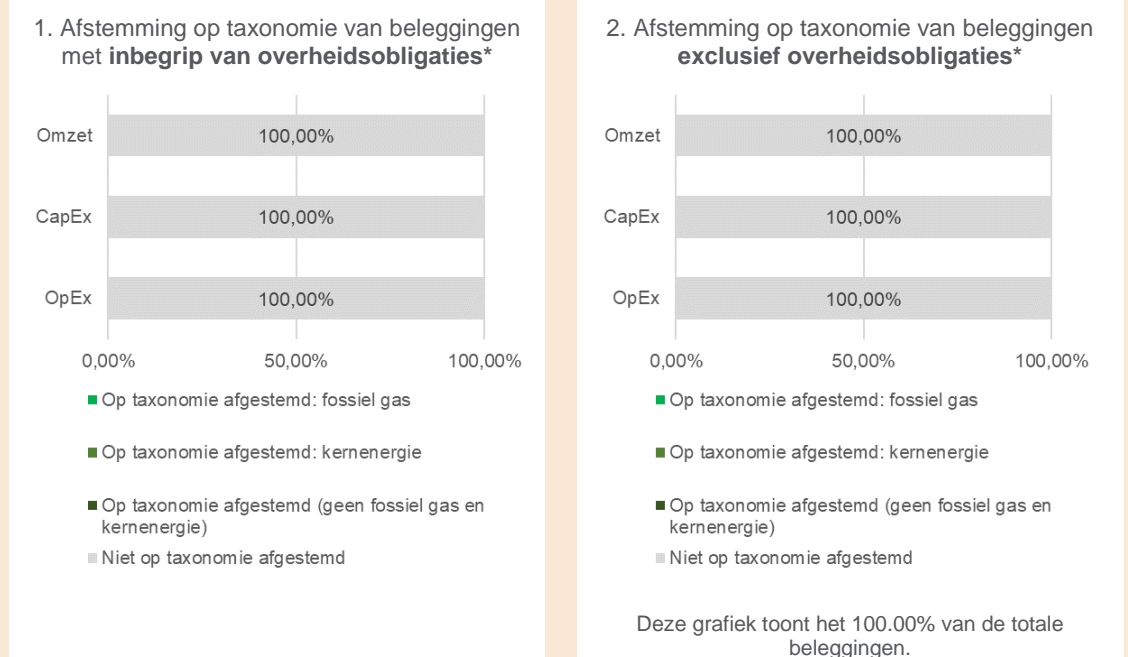 1. Afstemming op taxonomie van beleggingen
met inbegrip van overheidsobligaties*
Omzet
100,00%
CapEx
100,00%
OpEx
100,00%
0,00%
50,00%
100,00%
Op taxonomie afgestemd: fossiel gas
Op taxonomie afgestemd: kernenergie
Op taxonomie afgestemd (geen fossiel gas en
kernenergie)
Niet op taxonomie afgestemd
2. Afstemming op taxonomie van beleggingen
exclusief overheidsobligaties*
Omzet
100,00%
CapEx
100,00%
OpEx
100,00%
0,00%
50,00%
100,00%
Op taxonomie afgestemd: fossiel gas
Op taxonomie afgestemd: kernenergie
Op taxonomie afgestemd (geen fossiel gas en
kernenergie)
Niet op taxonomie afgestemd
Deze grafiek toont het 100.00% van de totale
beleggingen.